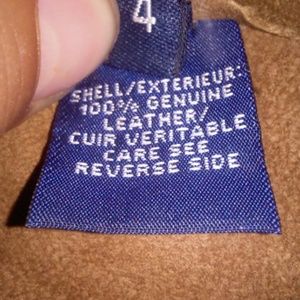 4
SHELL/EXTERIEUR:
100% GENUINE
LEATHER/
CUIR VERITABLE
CARE SEE
REVERSE SIDE